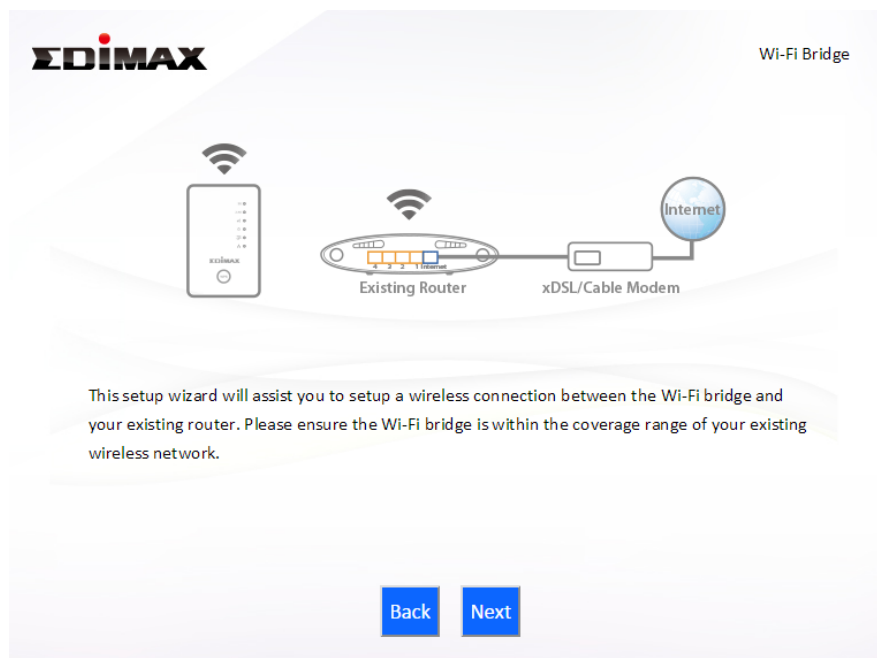 EDIMAX
Wi-Fi Bridge
Internet
EDIMAX
4 3 2 1 Internet
Existing Router
xDSL/Cable Modem
This setup wizard will assist you to setup a wireless connection between the Wi-Fi bridge and
your existing router. Please ensure the Wi-Fi bridge is within the coverage range of your existing
wireless network.
Back
Next